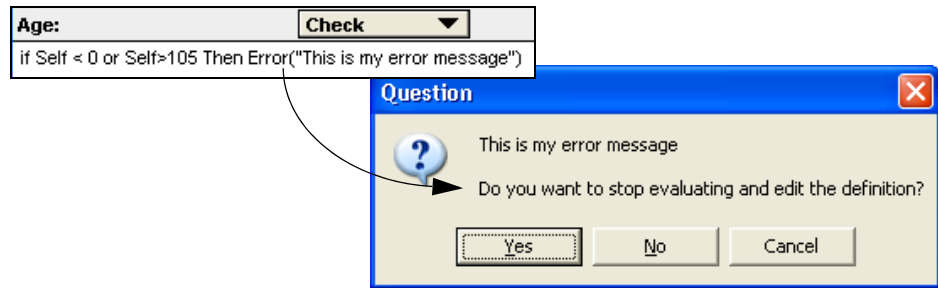 Age: Check
if Self < 0 or Self>105 Then Error("This is my error message")
Question
This is my error message
Do you want to stop evaluating and edit the definition?
Yes No Cancel